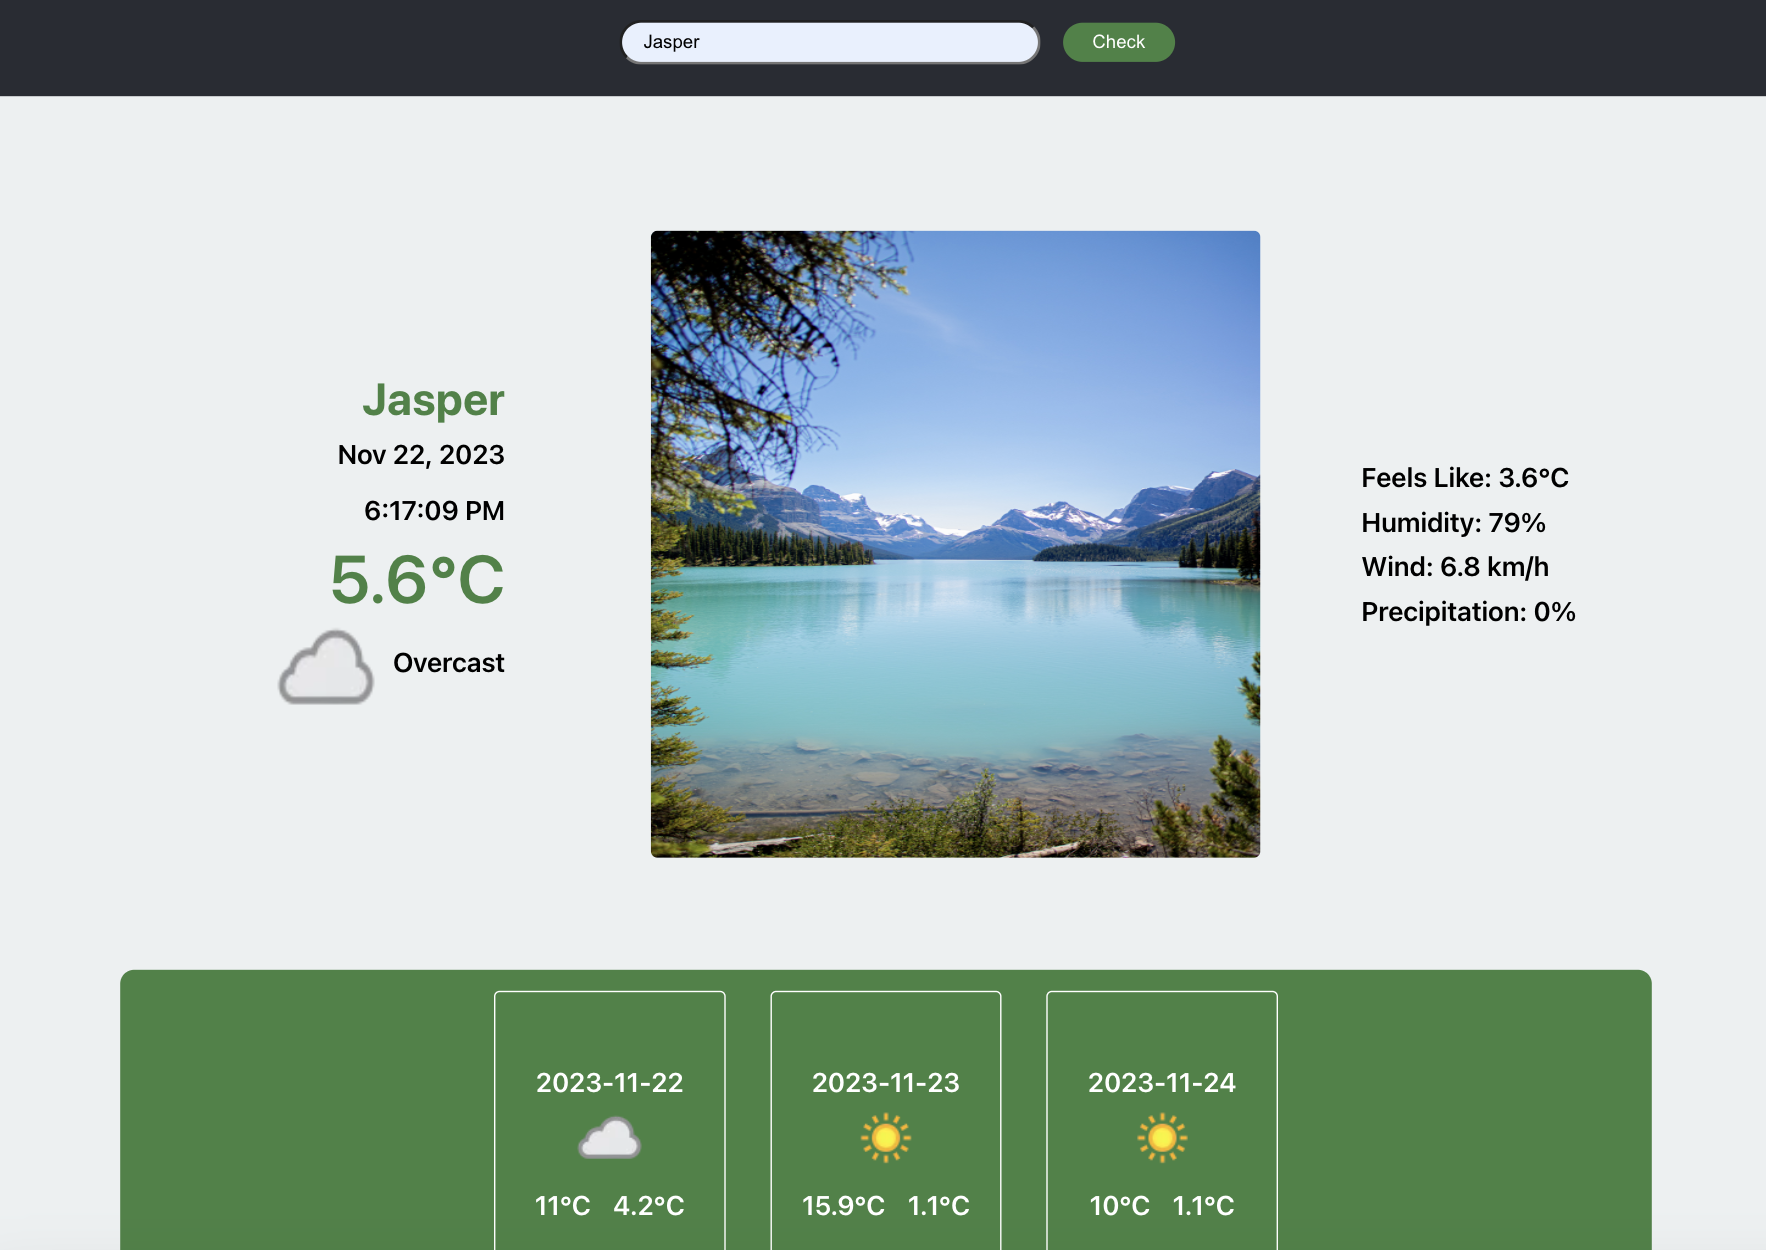 Jasper
Check
Jasper
Nov 22, 2023
6:17:09 PM
5.6°C
Overcast
Feels Like: 3.6°C
Humidity: 79%
Wind: 6.8 km/h
Precipitation: 0%
2023-11-22
11°C 4.2°C
2023-11-23
15.9°C 1.1°C
2023-11-24
10°C 1.1°C